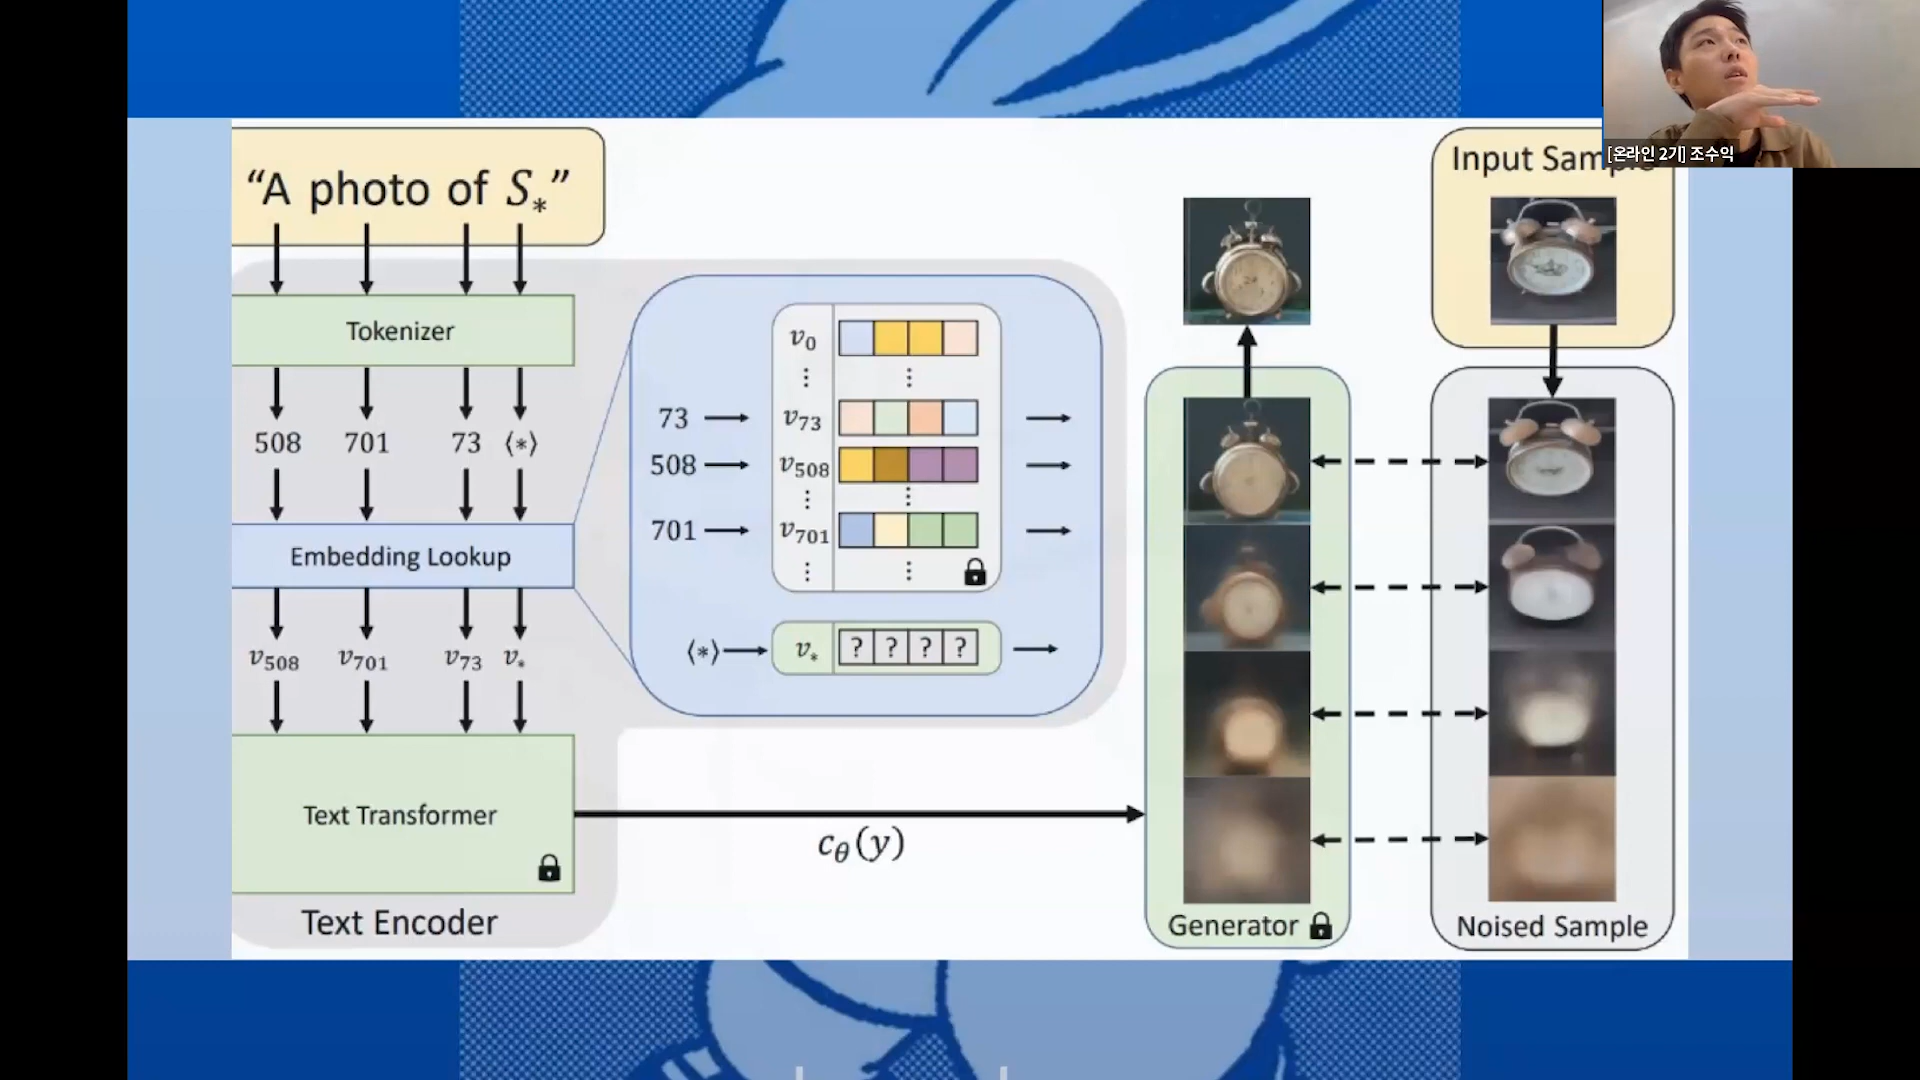 “A photo of S*”
Tokenizer
508 701 73 ⟨*⟩
Embedding Lookup
v508 v701 v73 v*
Text Transformer
Text Encoder
v0
73 v73
508 v508
701 v701
⟨*⟩ v* ? ? ? ?
cθ(y)
Generator
Input Sample
Noised Sample
[온라인 2기] 조수익